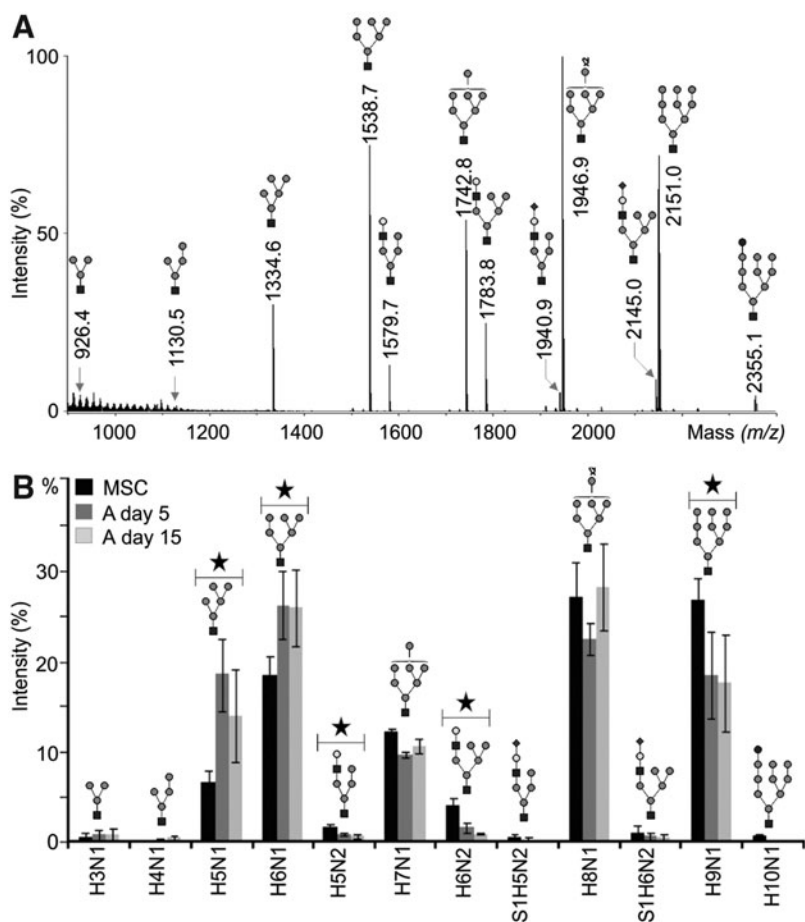 A
Intensity (%)
100
50
0
926.4
1130.5
1334.6
1538.7
1579.7
1742.8
1783.8
1940.9
x2
1946.9
2145.0
2151.0
2355.1
1000 1200 1400 1600 1800 2000 Mass (m/z)
B
%
MSC
A day 5
A day 15
Intensity (%)
30
20
10
0
x2
H3N1
H4N1
H5N1
H6N1
H5N2
H7N1
H6N2
S1H5N2
H8N1
S1H6N2
H9N1
H10N1